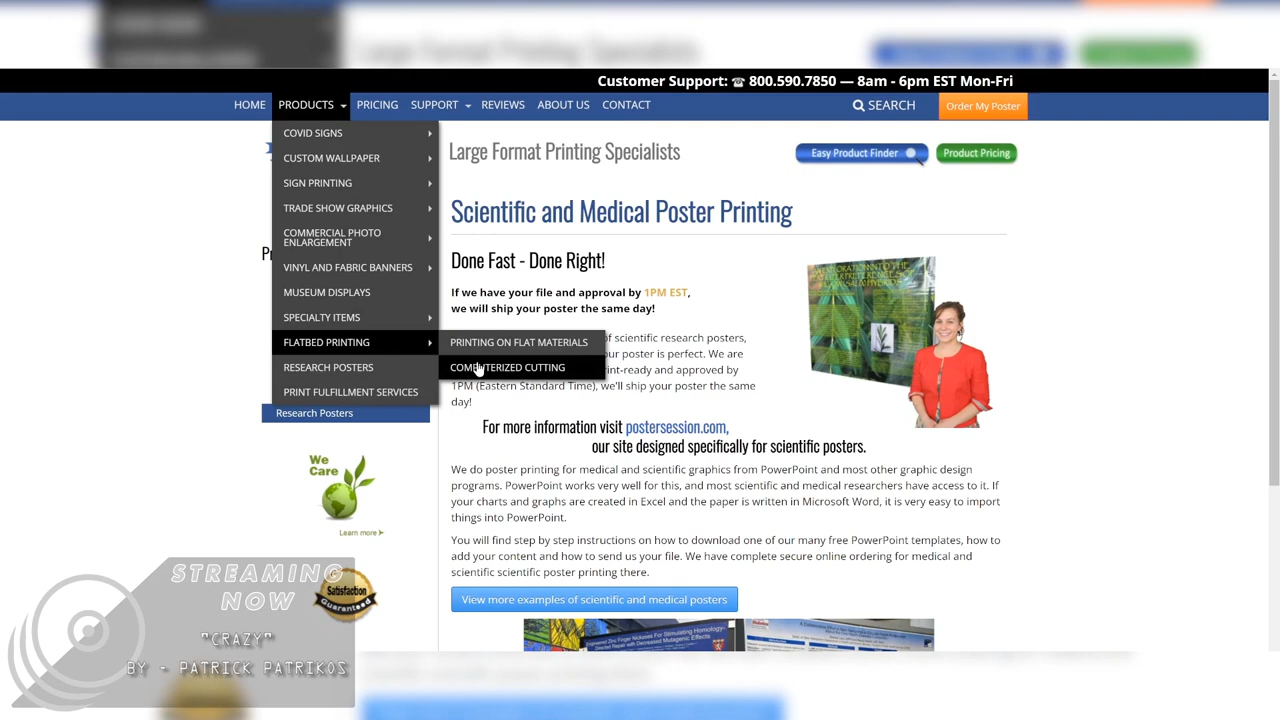 Customer Support: ☎ 800.590.7850 — 8am - 6pm EST Mon-Fri
HOME PRODUCTS PRICING SUPPORT REVIEWS ABOUT US CONTACT SEARCH Order My Poster
COVID SIGNS
CUSTOM WALLPAPER
SIGN PRINTING
TRADE SHOW GRAPHICS
COMMERCIAL PHOTO
ENLARGEMENT
VINYL AND FABRIC BANNERS
MUSEUM DISPLAYS
SPECIALTY ITEMS
FLATBED PRINTING
RESEARCH POSTERS
PRINT FULFILLMENT SERVICES
PRINTING ON FLAT MATERIALS
COMPUTERIZED CUTTING
Research Posters
We
Care
Learn more
Satisfaction
Guaranteed
Large Format Printing Specialists
Easy Product Finder
Product Pricing
Scientific and Medical Poster Printing
Done Fast - Done Right!
If we have your file and approval by 1PM EST,
we will ship your poster the same day!
of scientific research posters,
our poster is perfect. We are
print-ready and approved by
1PM (Eastern Standard Time), we'll ship your poster the same
day!
For more information visit postersession.com,
our site designed specifically for scientific posters.
We do poster printing for medical and scientific graphics from PowerPoint and most other graphic design
programs. PowerPoint works very well for this, and most scientific and medical researchers have access to it. If
your charts and graphs are created in Excel and the paper is written in Microsoft Word, it is very easy to import
things into PowerPoint.
You will find step by step instructions on how to download one of our many free PowerPoint templates, how to
add your content and how to send us your file. We have complete secure online ordering for medical and
scientific scientific poster printing there.
View more examples of scientific and medical posters
STREAMING
NOW
"CRAZY"
BY - PATRICK PATRIKOS